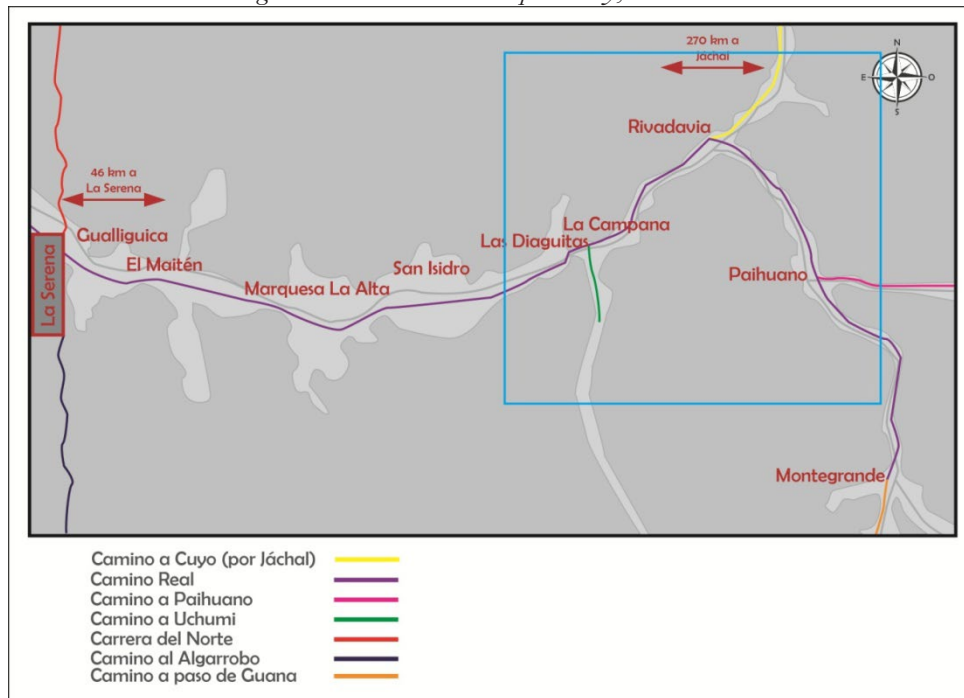 270 km a
Jáchal
N
E
O
S
Rivadavia
46 km a
La Serena
Gualliguica
La Campana
Las Diaguitas
El Maitén
San Isidro
Paihuano
Marquesa La Alta
La Serena
Montegrande
Camino a Cuyo (por Jáchal)
Camino Real
Camino a Paihuano
Camino a Uchumi
Carrera del Norte
Camino al Algarrobo
Camino a paso de Guana